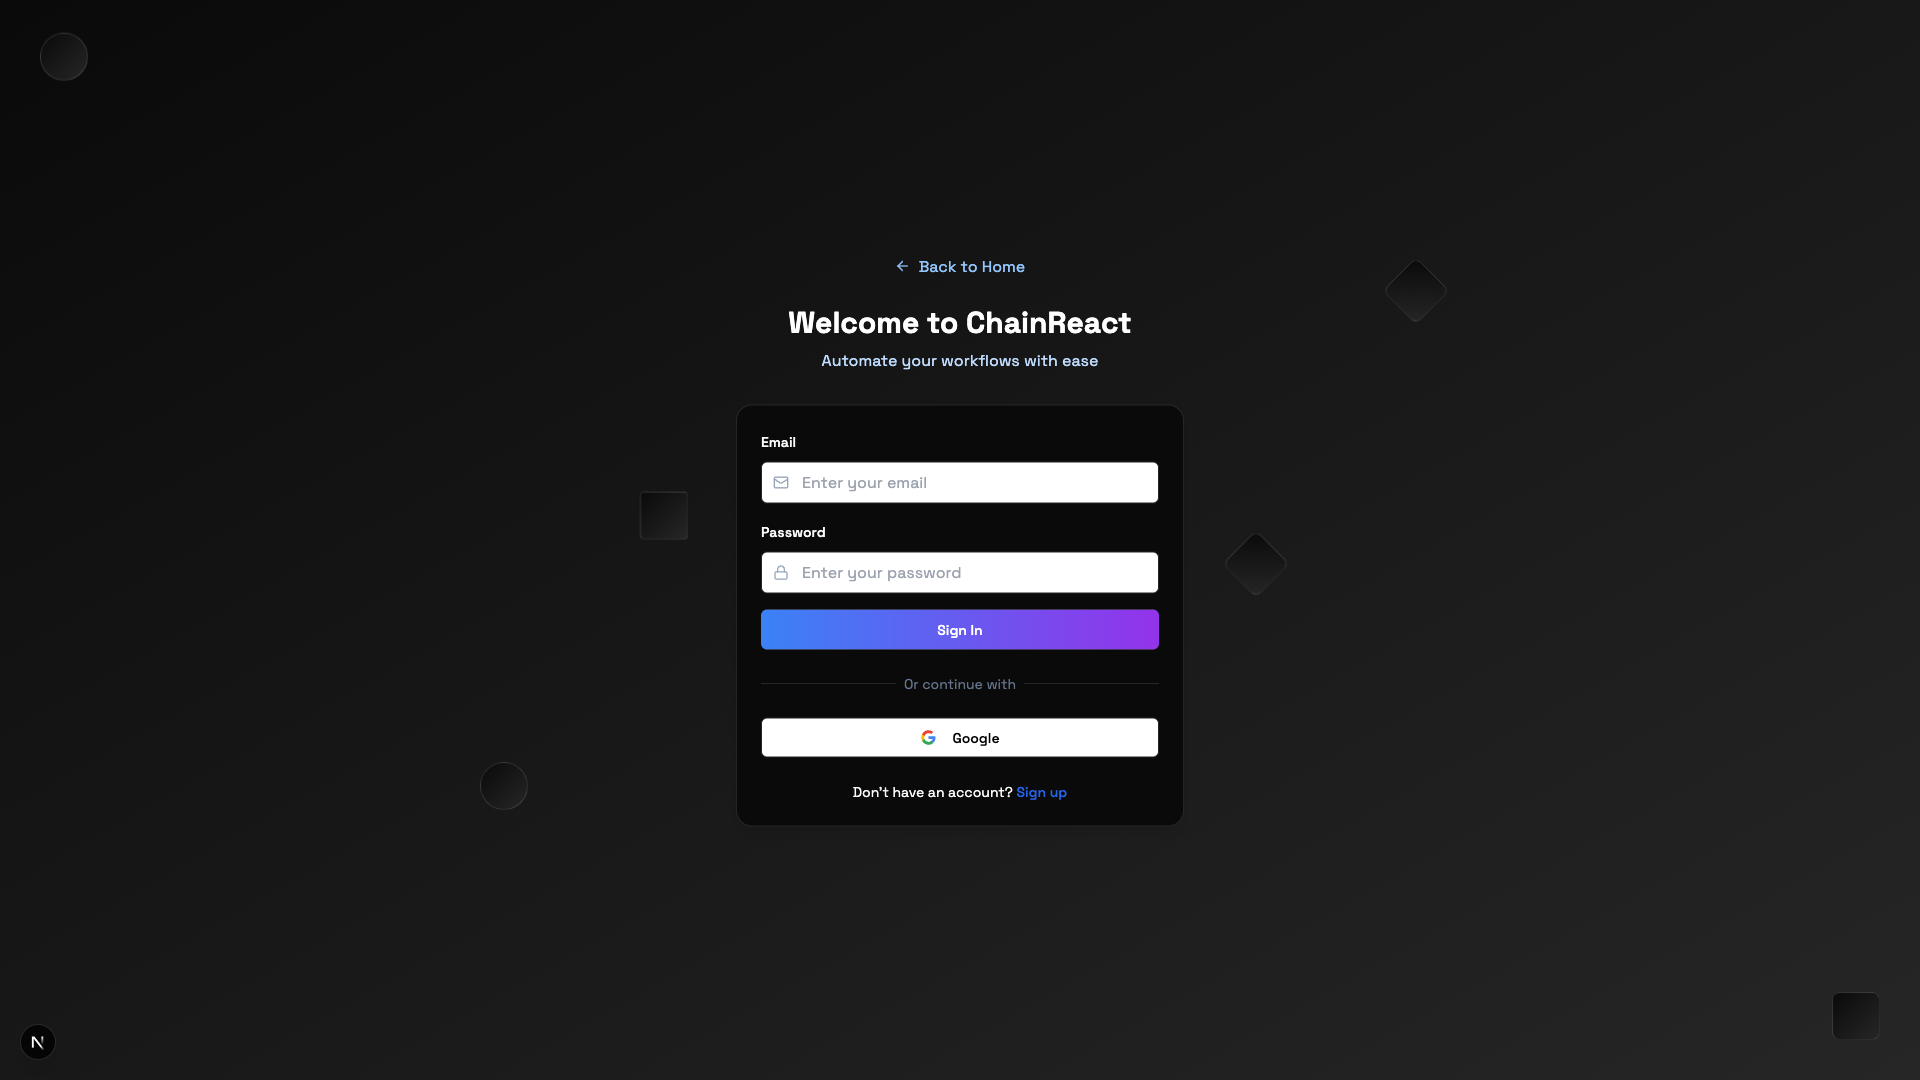 Back to Home
Welcome to ChainReact
Automate your workflows with ease
Email
Enter your email
Password
Enter your password
Sign In
Or continue with
Google
Don't have an account? Sign up
N